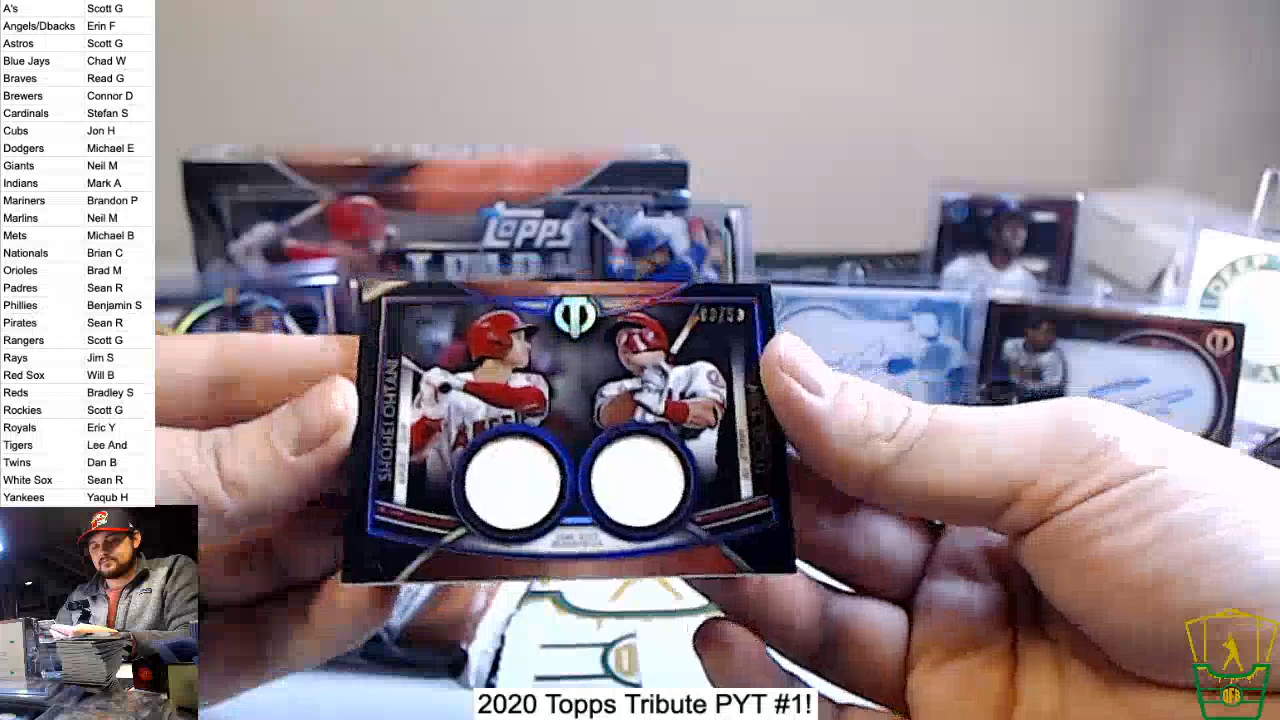 A's Scott G
Angels/Dbacks Erin F
Astros Scott G
Blue Jays Chad W
Braves Read G
Brewers Connor D
Cardinals Stefan S
Cubs Jon H
Dodgers Michael E
Giants Neil M
Indians Mark A
Mariners Brandon P
Marlins Neil M
Mets Michael B
Nationals Brian C
Orioles Brad M
Padres Sean R
Phillies Benjamin S
Pirates Sean R
Rangers Scott G
Rays Jim S
Red Sox Will B
Reds Bradley S
Rockies Scott G
Royals Eric Y
Tigers Lee And
Twins Dan B
White Sox Sean R
Yankees Yaqub H
Topps
SHOHEI OHTANI
2020 Topps Tribute PYT #1!